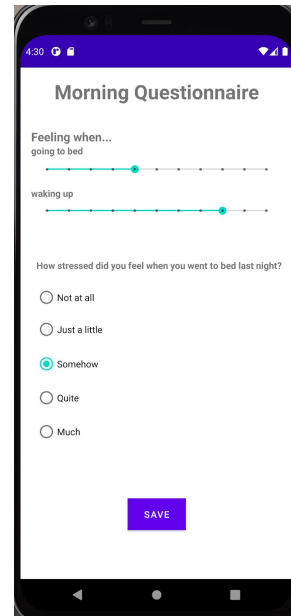 4:30
Morning Questionnaire
Feeling when...
going to bed
waking up
How stressed did you feel when you went to bed last night?
Not at all
Just a little
Somehow
Quite
Much
SAVE